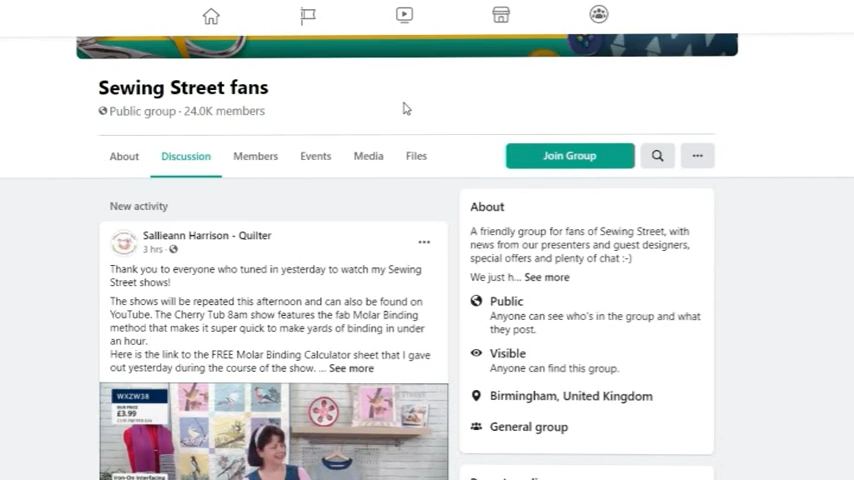 Sewing Street fans
Public group · 24.0K members
About Discussion Members Events Media Files Join Group ...
New activity
Sallieann Harrison - Quilter
3 hrs ·
Thank you to everyone who tuned in yesterday to watch my Sewing
Street shows!
The shows will be repeated this afternoon and can also be found on
YouTube. The Cherry Tub 8am show features the fab Molar Binding
method that makes it super quick to make yards of binding in under
an hour.
Here is the link to the FREE Molar Binding Calculator sheet that I gave
out yesterday during the course of the show. ... See more
WXZW38
OUR PRICE
£3.99
Iron-On Interfacing
About
A friendly group for fans of Sewing Street, with
news from our presenters and guest designers,
special offers and plenty of chat :-)
We just h... See more
Public
Anyone can see who's in the group and what
they post.
Visible
Anyone can find this group.
Birmingham, United Kingdom
General group